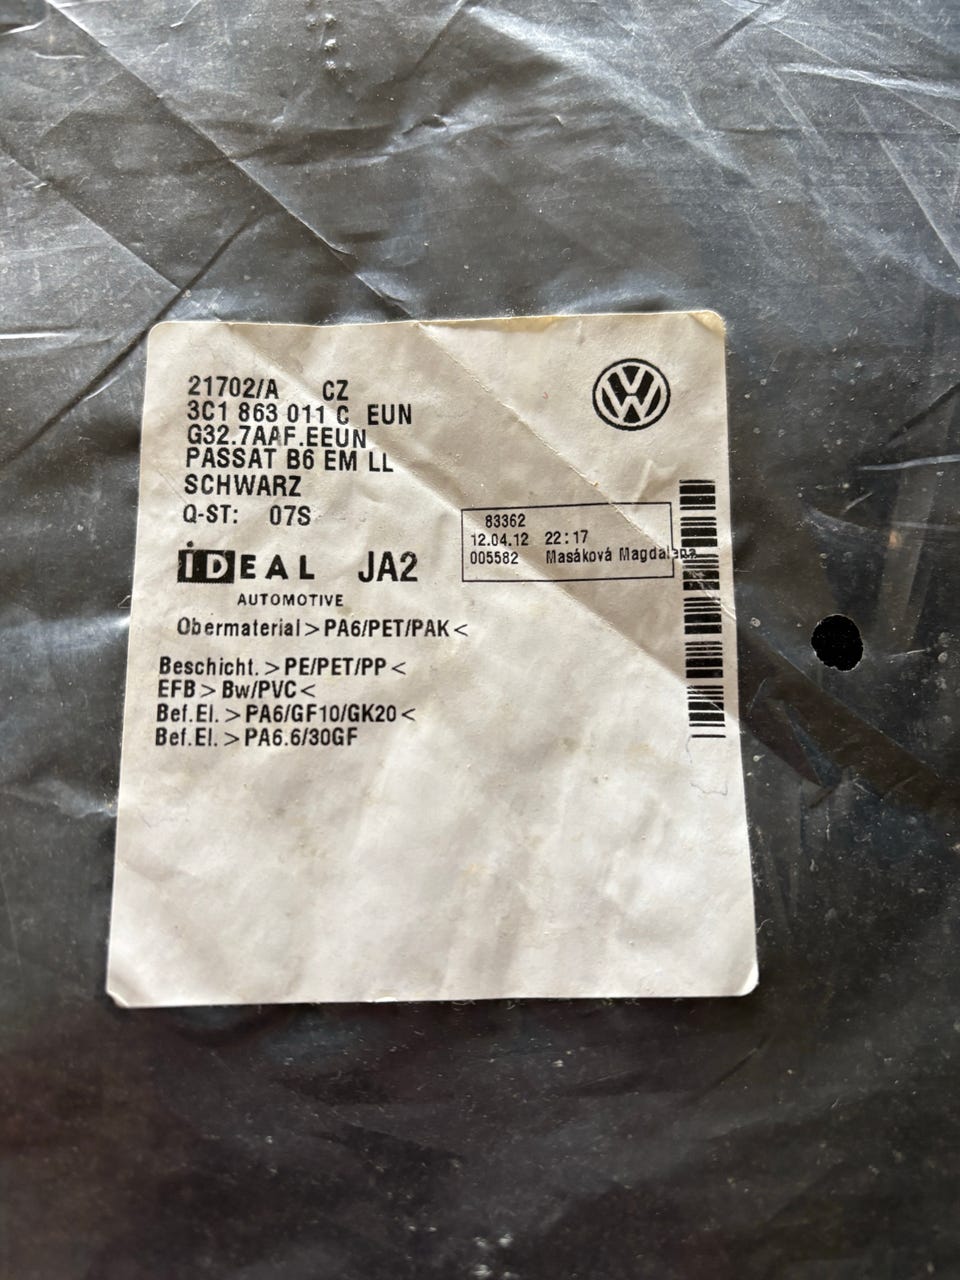 21702/A CZ
3C1 863 011 C EUN
G32.7AAF.EEUN
PASSAT B6 EM LL
SCHWARZ
Q-ST: 07S
83362
12.04.12 22:17
005582 Masáková Magdalena
IDEAL JA2
AUTOMOTIVE
Obermaterial>PA6/PET/PAK<
Beschicht.>PE/PET/PP<
EFB>Bw/PVC<
Bef.El.>PA6/GF10/GK20<
Bef.El.>PA6.6/30GF
VW